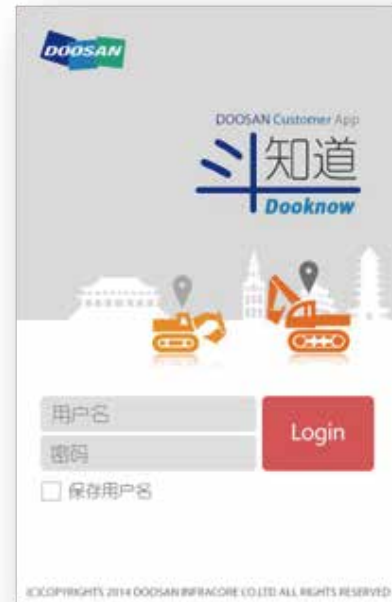 DOOSAN
DOOSAN Customer App
斗知道
Dooknow
用户名
密码
Login
保存用户名
(C)COPYRIGHTS 2014 DOOSAN INFRACORE CO.LTD ALL RIGHTS RESERVED